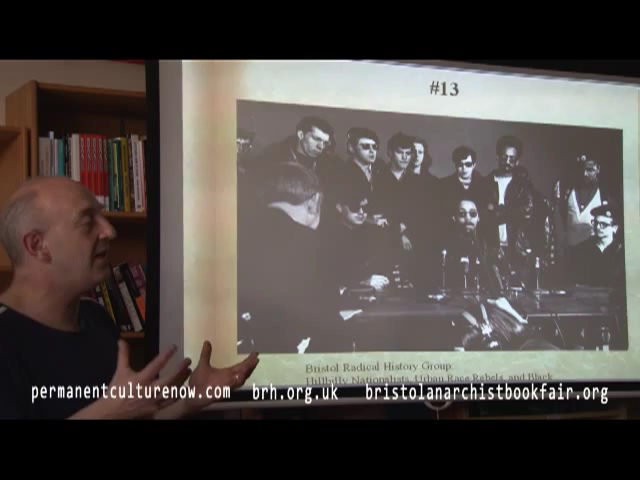 #13
Bristol Radical History Group:
Hillbilly Nationalists, Urban Race Rebels, and Black
permanentculturenow.com brh.org.uk bristolanarchistbookfair.org